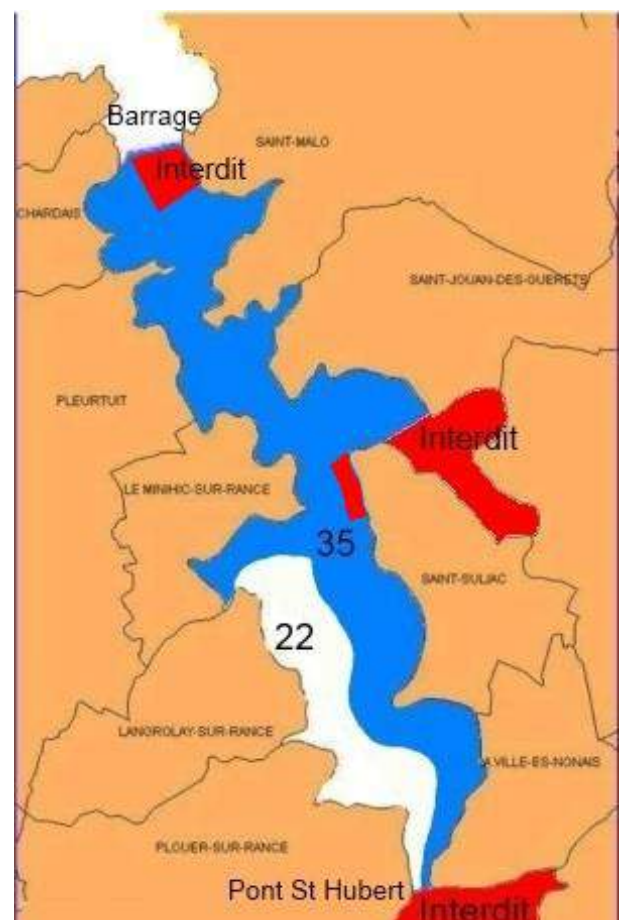 Barrage
SAINT-MALO
Interdit
CHARDAIS
SAINT-JOUAN-DES-GUERETS
PLEURTUIT
Interdit
LE MINIHIC-SUR-RANCE
35
SAINT-SULIAC
22
LANGROLAY-SUR-RANCE
A VILLE-ES-NONAIS
PLOUER-SUR-RANCE
Pont St Hubert
Interdit